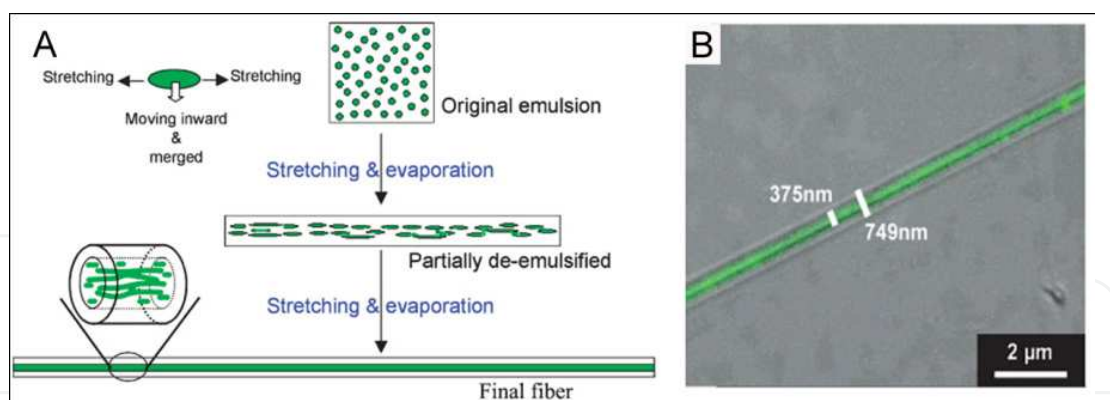 A
Stretching
Stretching
Moving inward
&
merged
Original emulsion
Stretching & evaporation
Partially de-emulsified
Stretching & evaporation
Final fiber
B
375nm
749nm
2 µm